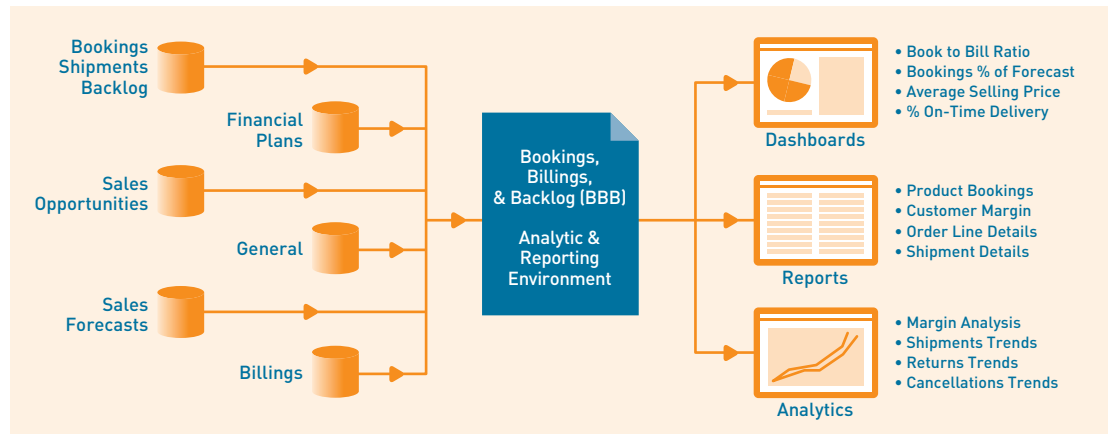 Bookings
Shipments
Backlog
Financial
Plans
Sales
Opportunities
General
Sales
Forecasts
Billings
Bookings,
Billings,
& Backlog (BBB)
Analytic &
Reporting
Environment
Dashboards
• Book to Bill Ratio
• Bookings % of Forecast
• Average Selling Price
• % On-Time Delivery
Reports
• Product Bookings
• Customer Margin
• Order Line Details
• Shipment Details
Analytics
• Margin Analysis
• Shipments Trends
• Returns Trends
• Cancellations Trends